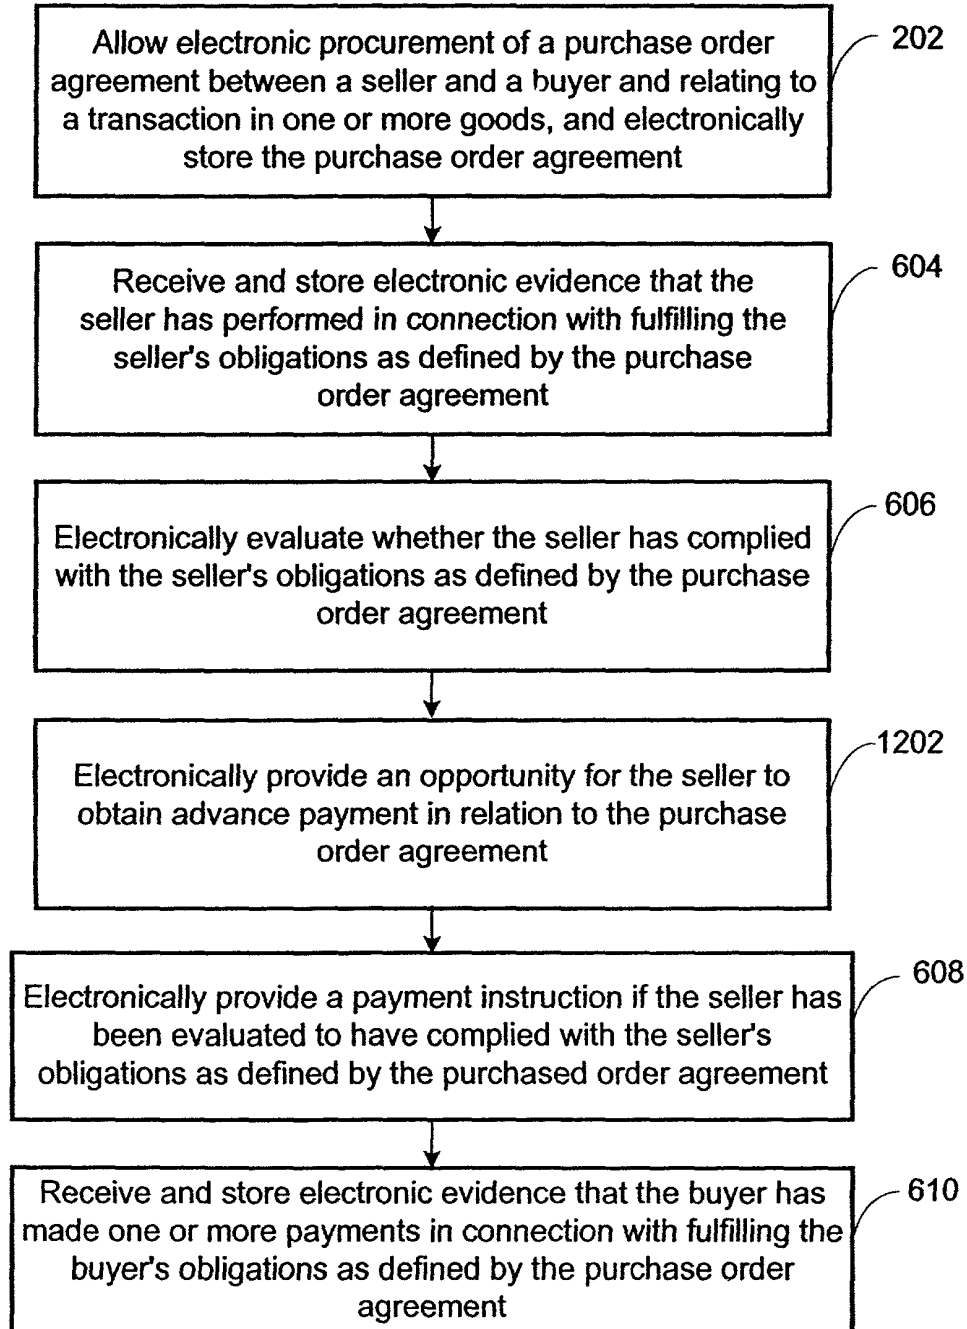 Allow electronic procurement of a purchase order
agreement between a seller and a buyer and relating to
a transaction in one or more goods, and electronically
store the purchase order agreement
202
Receive and store electronic evidence that the
seller has performed in connection with fulfilling the
seller's obligations as defined by the purchase
order agreement
604
Electronically evaluate whether the seller has complied
with the seller's obligations as defined by the purchase
order agreement
606
Electronically provide an opportunity for the seller to
obtain advance payment in relation to the purchase
order agreement
1202
Electronically provide a payment instruction if the seller has
been evaluated to have complied with the seller's
obligations as defined by the purchased order agreement
608
Receive and store electronic evidence that the buyer has
made one or more payments in connection with fulfilling the
buyer's obligations as defined by the purchase order
agreement
610